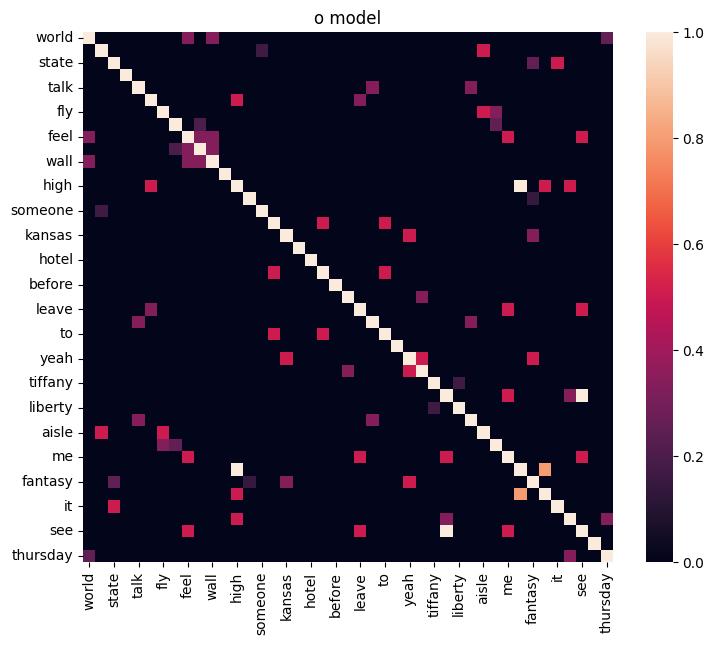 o model
world
state
talk
fly
feel
wall
high
someone
kansas
hotel
before
leave
to
yeah
tiffany
liberty
aisle
me
fantasy
it
see
thursday
1.0
0.8
0.6
0.4
0.2
0.0
world
state
talk
fly
feel
wall
high
someone
kansas
hotel
before
leave
to
yeah
tiffany
liberty
aisle
me
fantasy
it
see
thursday